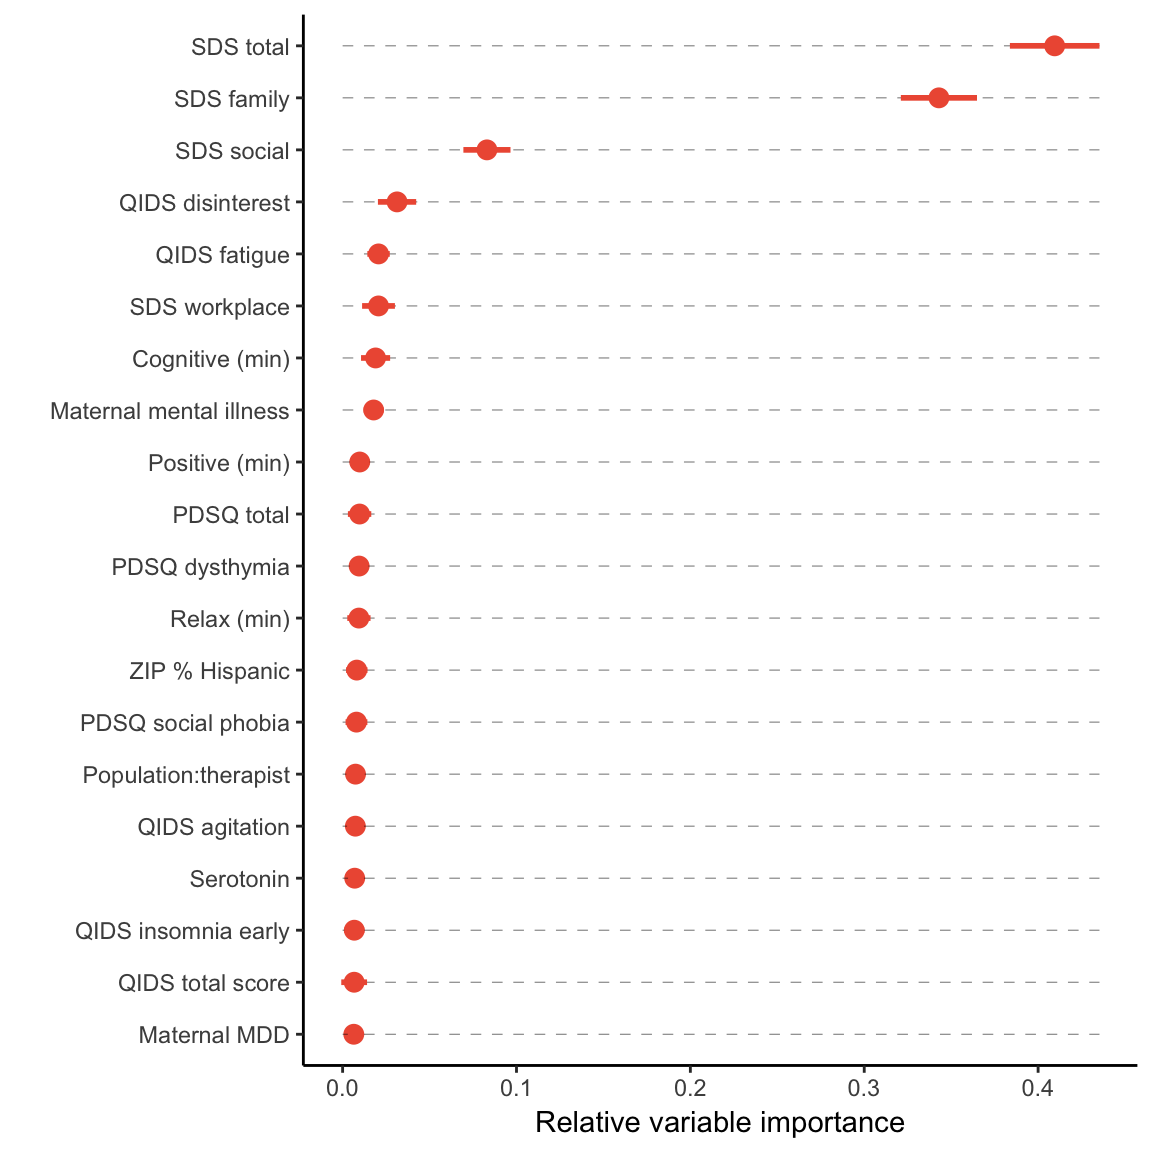 SDS total
SDS family
SDS social
QIDS disinterest
QIDS fatigue
SDS workplace
Cognitive (min)
Maternal mental illness
Positive (min)
PDSQ total
PDSQ dysthymia
Relax (min)
ZIP % Hispanic
PDSQ social phobia
Population:therapist
QIDS agitation
Serotonin
QIDS insomnia early
QIDS total score
Maternal MDD
0.0 0.1 0.2 0.3 0.4
Relative variable importance